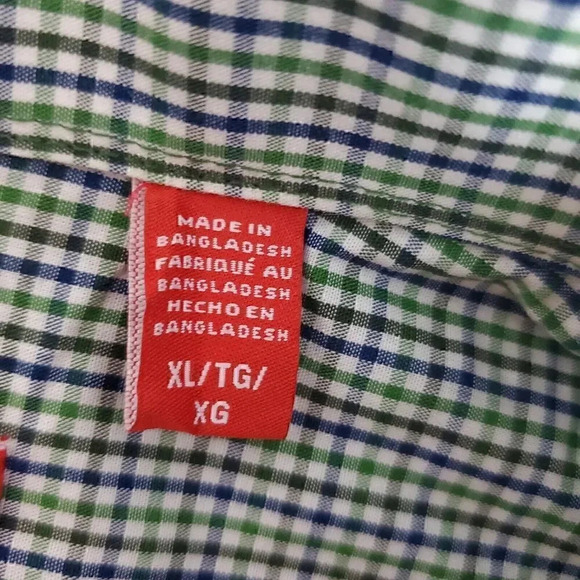 MADE IN
BANGLADESH
FABRIQUÉ AU
BANGLADESH
HECHO EN
BANGLADESH
XL/TG/
XG